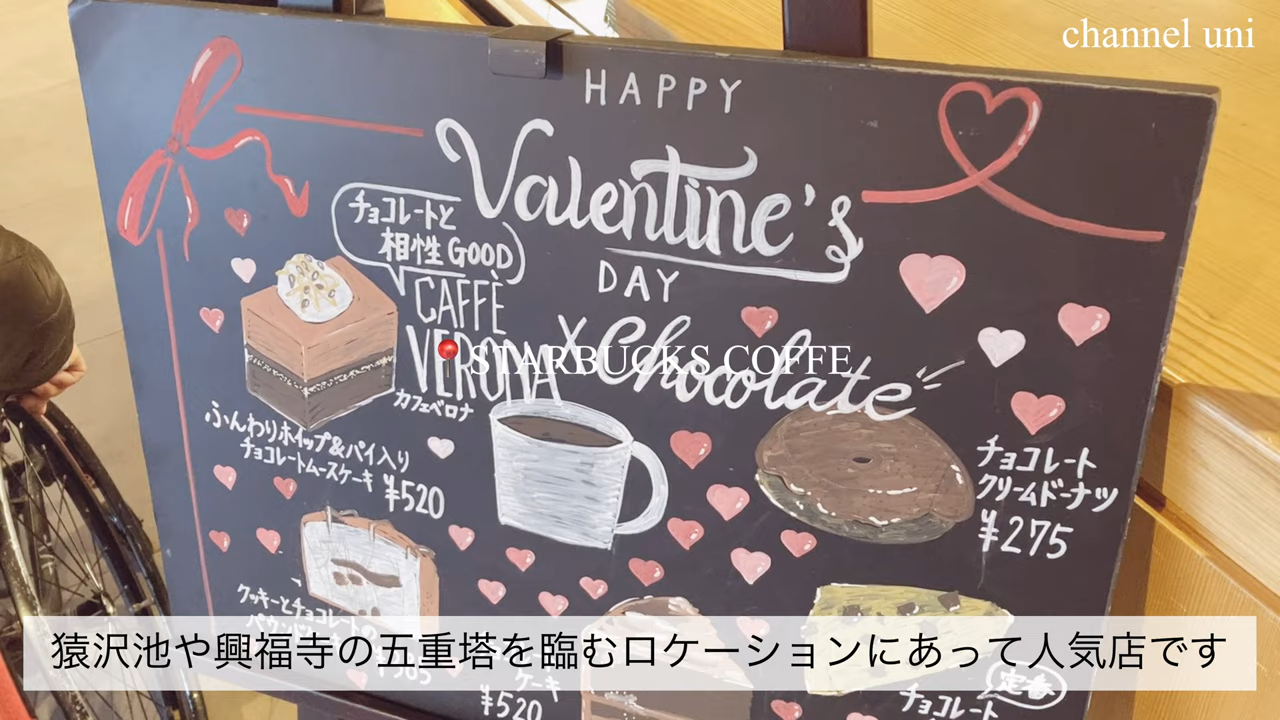 channel uni
HAPPY
Valentine's
DAY
チョコレートと
相性GOOD
CAFFÈ
VERONA
カフェベロナ
×Chocolate
📍STARBUCKS COFFE
ふんわりホイップ&パイ入り
チョコレートムースケーキ ¥520
チョコレート
クリームドーナツ
¥275
クッキーとチョコレートの
ケーキ
¥520
定番
チョコレート
猿沢池や興福寺の五重塔を臨むロケーションにあって人気店です